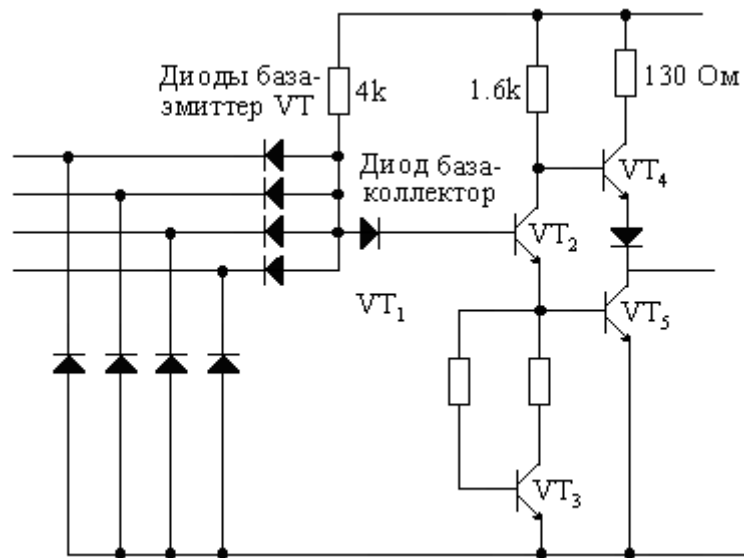 Диоды база-
эмиттер VT
4k
1.6k
130 Ом
Диод база-
коллектор
VT4
VT2
VT1
VT5
VT3